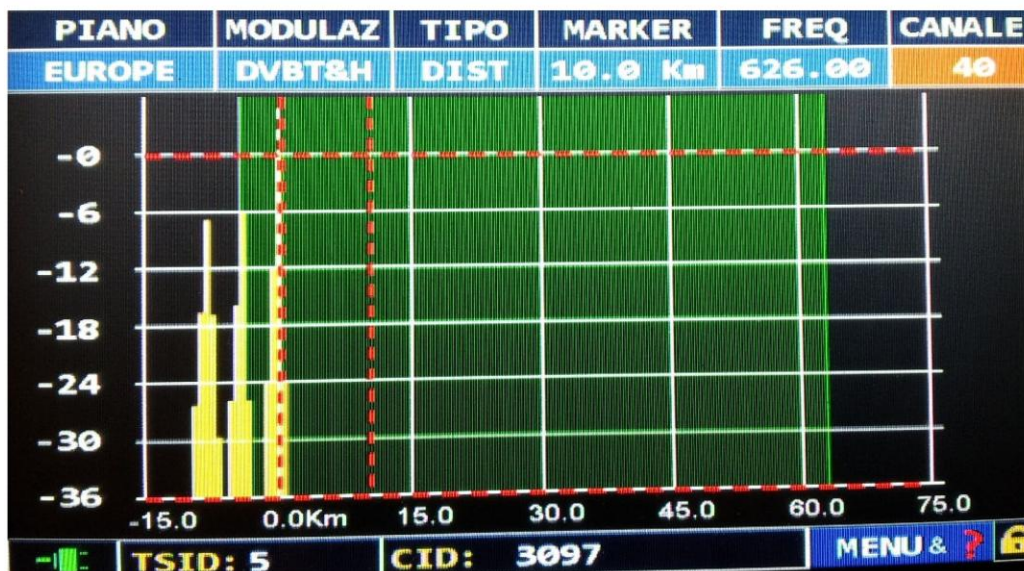 PIANO MODULAZ TIPO MARKER FREQ CANALE
EUROPE DVBT&H DIST 10.0 Km 626.00 40
-0
-6
-12
-18
-24
-30
-36
-15.0 0.0Km 15.0 30.0 45.0 60.0 75.0
TSID: 5 CID: 3097 MENU & ?